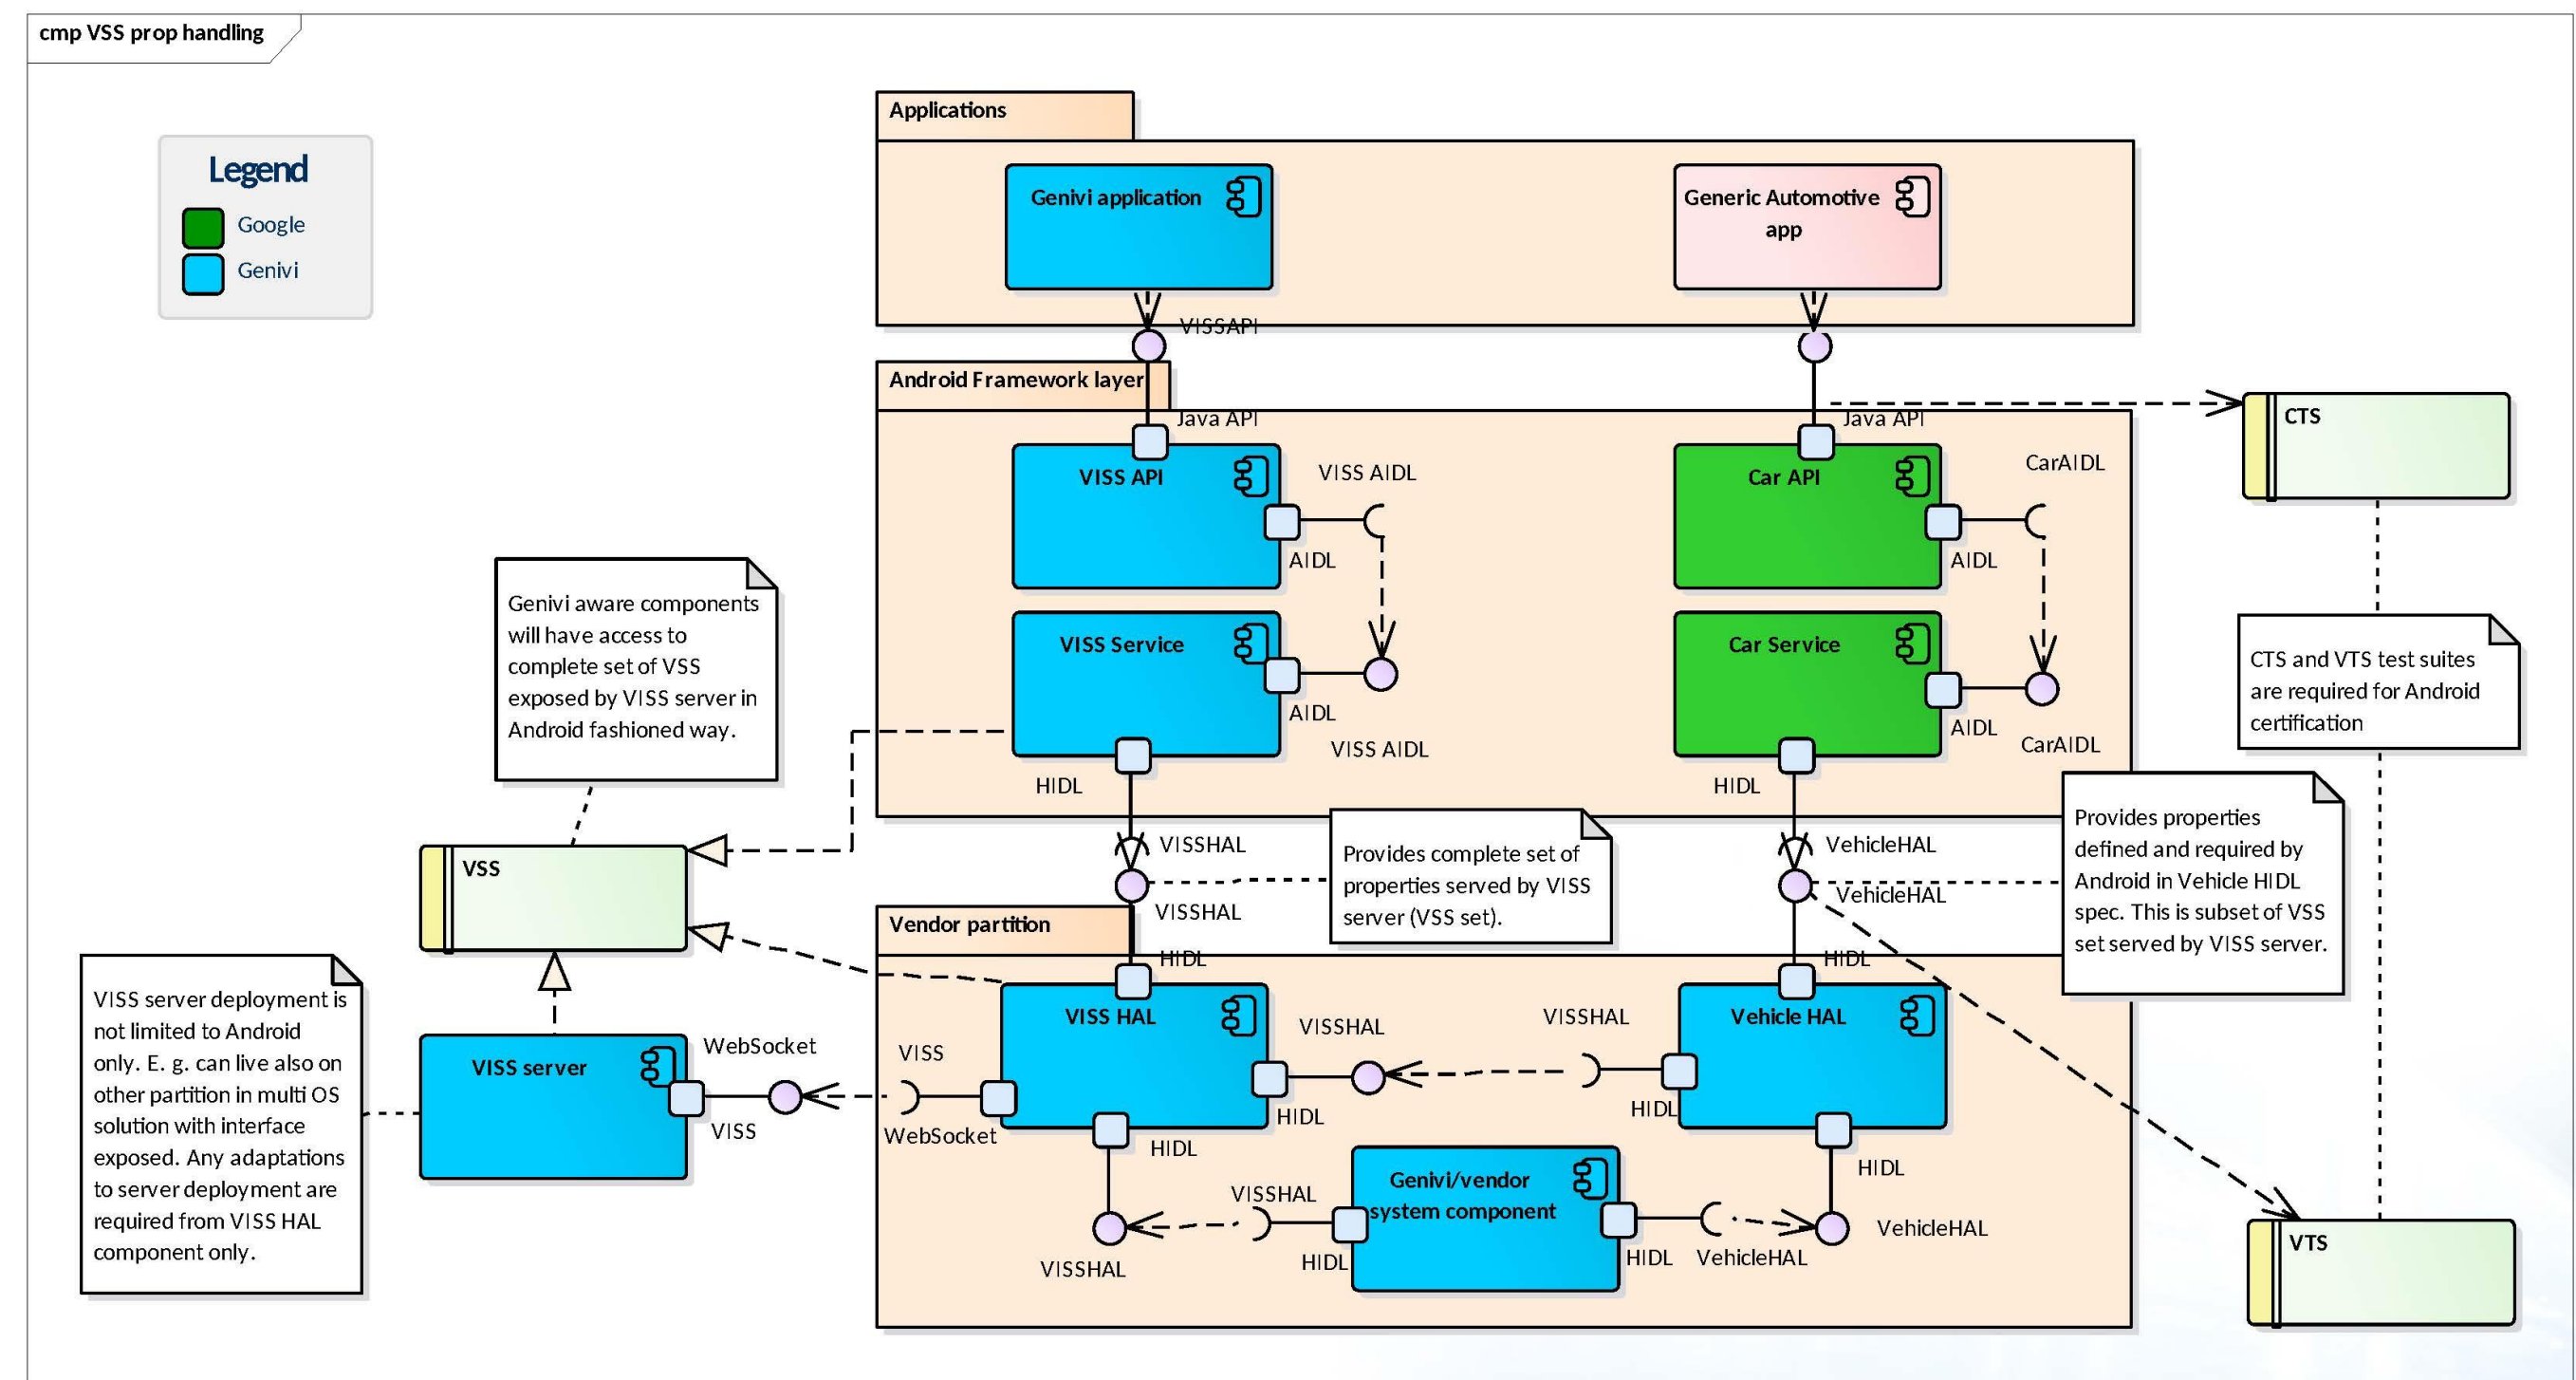 cmp VSS prop handling
Legend
Google
Genivi
Applications
Genivi application
Generic Automotive
app
VISSAPI
Android Framework layer
Java API
Java API
VISS API
VISS AIDL
AIDL
Car API
CarAIDL
AIDL
CTS
VISS Service
AIDL
VISS AIDL
HIDL
Car Service
AIDL
CarAIDL
HIDL
Genivi aware components
will have access to
complete set of VSS
exposed by VISS server in
Android fashioned way.
CTS and VTS test suites
are required for Android
certification
VSS
VISSHAL
VISSHAL
Provides complete set of
properties served by VISS
server (VSS set).
VehicleHAL
VehicleHAL
Provides properties
defined and required by
Android in Vehicle HIDL
spec. This is subset of VSS
set served by VISS server.
Vendor partition
HIDL
HIDL
VISS server deployment is
not limited to Android
only. E. g. can live also on
other partition in multi OS
solution with interface
exposed. Any adaptations
to server deployment are
required from VISS HAL
component only.
VISS server
WebSocket
VISS
VISS
WebSocket
VISS HAL
VISSHAL
HIDL
HIDL
VISSHAL
HIDL
Vehicle HAL
HIDL
Genivi/vendor
system component
VISSHAL
HIDL
VISSHAL
HIDL
VehicleHAL
VehicleHAL
VTS